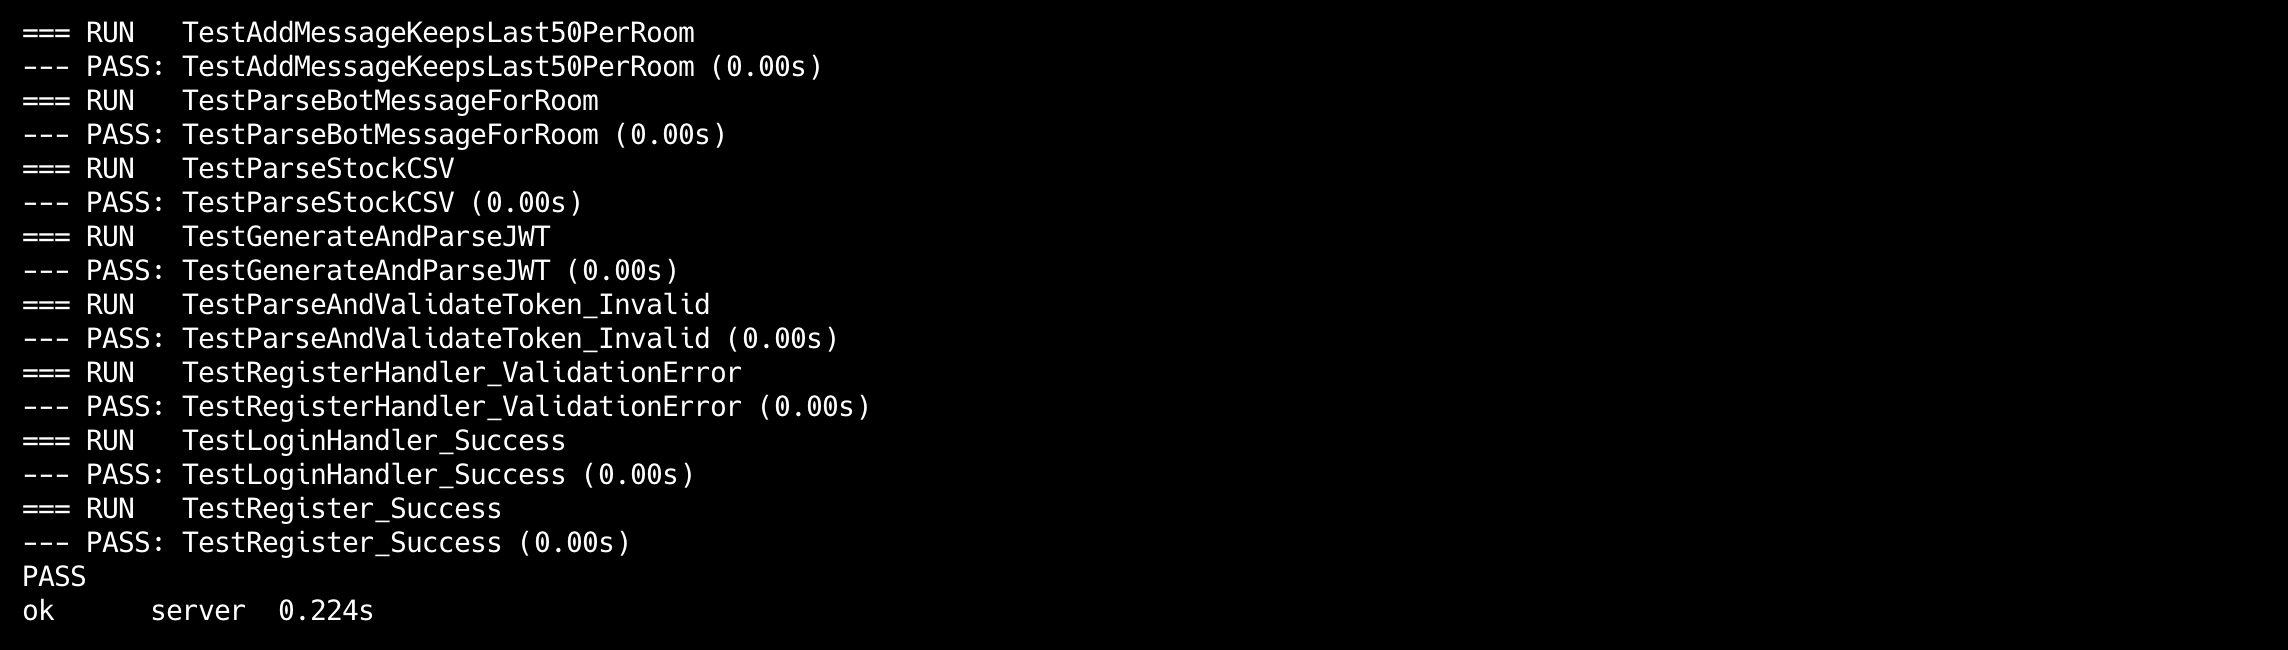 === RUN   TestAddMessageKeepsLast50PerRoom
--- PASS: TestAddMessageKeepsLast50PerRoom (0.00s)
=== RUN   TestParseBotMessageForRoom
--- PASS: TestParseBotMessageForRoom (0.00s)
=== RUN   TestParseStockCSV
--- PASS: TestParseStockCSV (0.00s)
=== RUN   TestGenerateAndParseJWT
--- PASS: TestGenerateAndParseJWT (0.00s)
=== RUN   TestParseAndValidateToken_Invalid
--- PASS: TestParseAndValidateToken_Invalid (0.00s)
=== RUN   TestRegisterHandler_ValidationError
--- PASS: TestRegisterHandler_ValidationError (0.00s)
=== RUN   TestLoginHandler_Success
--- PASS: TestLoginHandler_Success (0.00s)
=== RUN   TestRegister_Success
--- PASS: TestRegister_Success (0.00s)
PASS
ok      server  0.224s